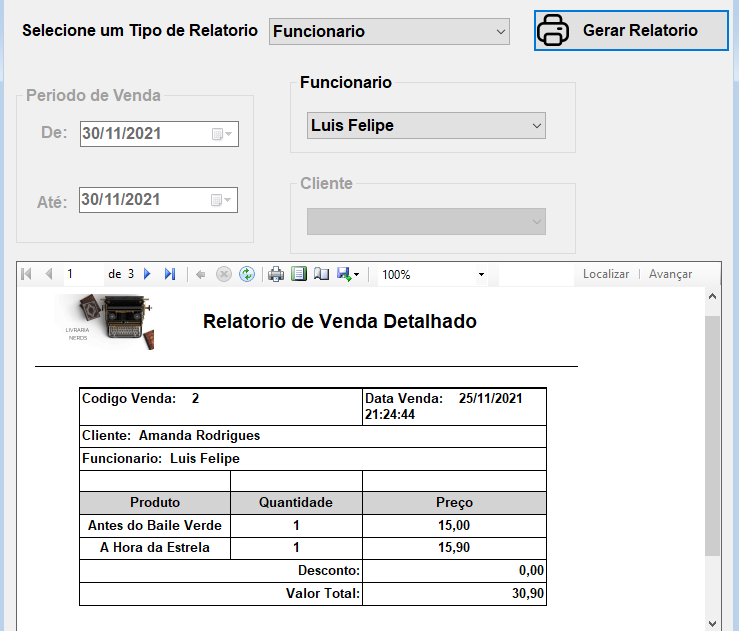 Selecione um Tipo de Relatorio Funcionario Gerar Relatorio
Periodo de Venda
De: 30/11/2021
Até: 30/11/2021
Funcionario
Luis Felipe
Cliente
1 de 3 100% Localizar Avançar
LIVRARIA
NERDS
Relatorio de Venda Detalhado
Codigo Venda: 2 Data Venda: 25/11/2021
21:24:44
Cliente: Amanda Rodrigues
Funcionario: Luis Felipe
Produto Quantidade Preço
Antes do Baile Verde 1 15,00
A Hora da Estrela 1 15,90
Desconto: 0,00
Valor Total: 30,90